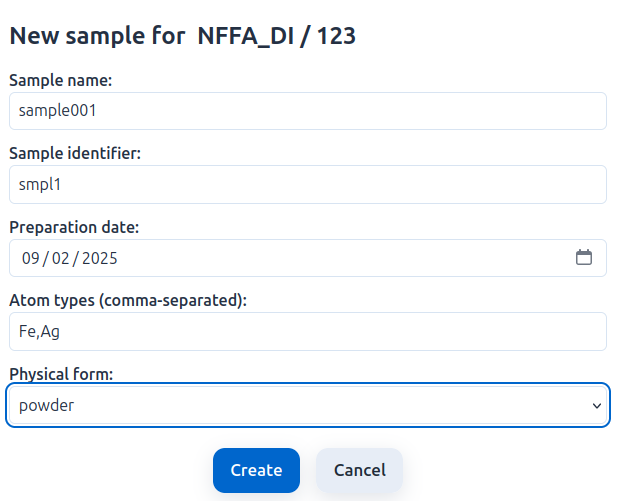 New sample for NFFA_DI / 123
Sample name:
sample001
Sample identifier:
smpl1
Preparation date:
09 / 02 / 2025
Atom types (comma-separated):
Fe,Ag
Physical form:
powder
Create Cancel